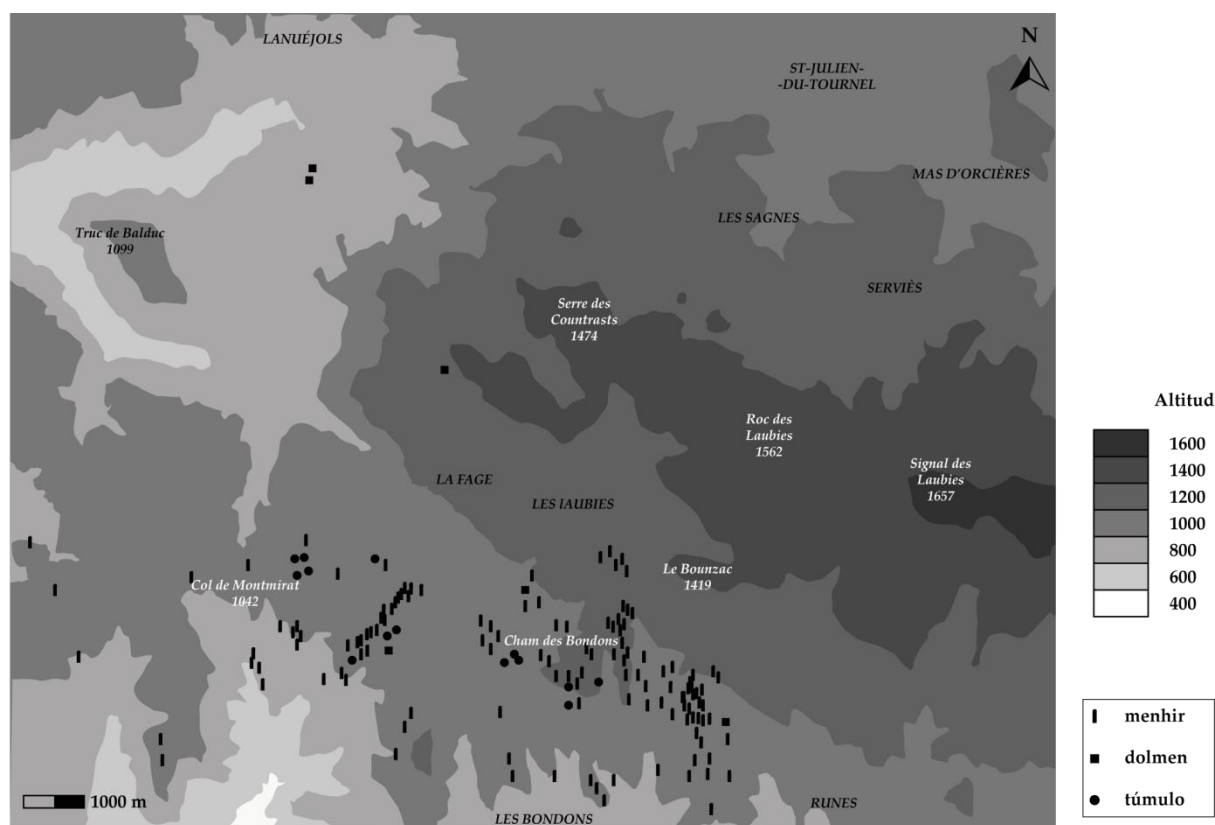 LANUÉJOLS
N
ST-JULIEN-
-DU-TOURNEL
MAS D'ORCIÈRES
LES SAGNES
Truc de Balduc
1099
SERVIÈS
Serre des
Countrasts
1474
Altitud
Roc des
Laubies
1562
1600
1400
1200
1000
800
600
400
Signal des
Laubies
1657
LA FAGE
LES lAUBIES
Col de Montmirat
1042
Le Bounzac
1419
Cham des Bondons
menhir
dolmen
túmulo
1000 m
RUNES
LES BONDONS